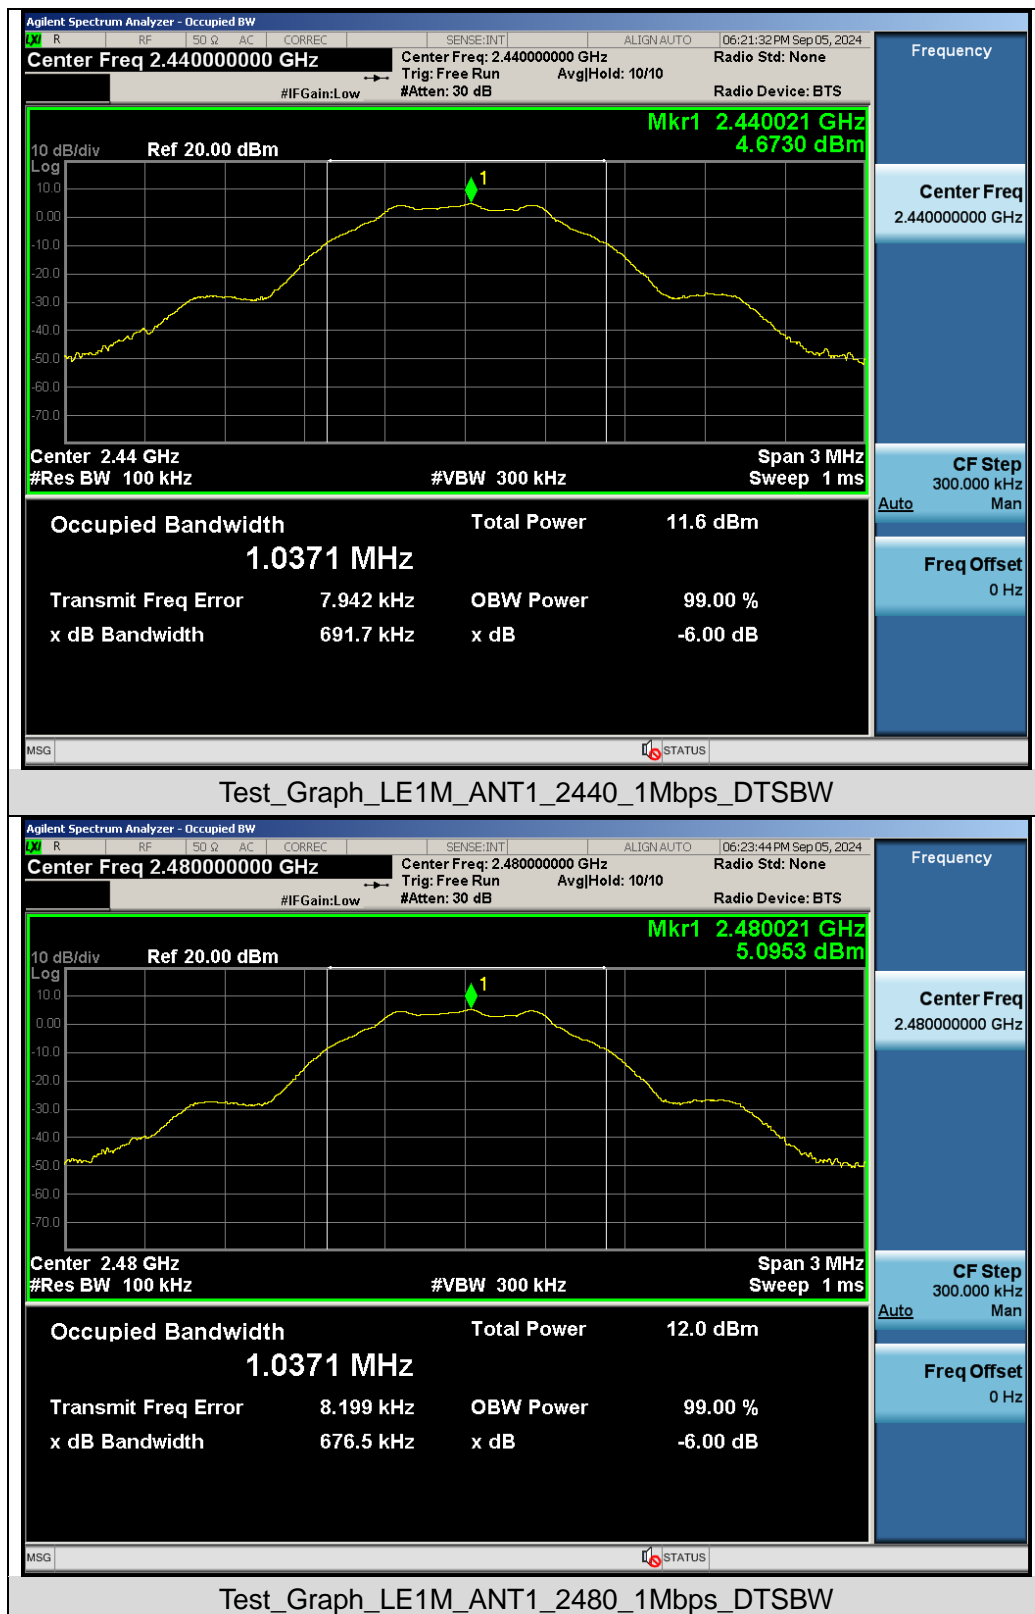 Agilent Spectrum Analyzer - Occupied BW
LXI R RF 50 Ω AC CORREC SENSE:INT ALIGN AUTO 06:21:32 PM Sep 05, 2024
Center Freq 2.440000000 GHz
Center Freq: 2.440000000 GHz
Radio Std: None
Trig: Free Run Avg|Hold: 10/10
#IFGain:Low #Atten: 30 dB Radio Device: BTS
Frequency
Mkr1 2.440021 GHz
4.6730 dBm
10 dB/div Ref 20.00 dBm
Log
1
10.0
0.00
-10.0
-20.0
-30.0
-40.0
-50.0
-60.0
-70.0
Center Freq
2.440000000 GHz
Center 2.44 GHz Span 3 MHz
#Res BW 100 kHz #VBW 300 kHz Sweep 1 ms
CF Step
300.000 kHz
Auto Man
Occupied Bandwidth Total Power 11.6 dBm
1.0371 MHz
Freq Offset
0 Hz
Transmit Freq Error 7.942 kHz OBW Power 99.00 %
x dB Bandwidth 691.7 kHz x dB -6.00 dB
MSG STATUS
Test_Graph_LE1M_ANT1_2440_1Mbps_DTSBW
Agilent Spectrum Analyzer - Occupied BW
LXI R RF 50 Ω AC CORREC SENSE:INT ALIGN AUTO 06:23:44 PM Sep 05, 2024
Center Freq 2.480000000 GHz
Center Freq: 2.480000000 GHz
Radio Std: None
Trig: Free Run Avg|Hold: 10/10
#IFGain:Low #Atten: 30 dB Radio Device: BTS
Frequency
Mkr1 2.480021 GHz
5.0953 dBm
10 dB/div Ref 20.00 dBm
Log
1
10.0
0.00
-10.0
-20.0
-30.0
-40.0
-50.0
-60.0
-70.0
Center Freq
2.480000000 GHz
Center 2.48 GHz Span 3 MHz
#Res BW 100 kHz #VBW 300 kHz Sweep 1 ms
CF Step
300.000 kHz
Auto Man
Occupied Bandwidth Total Power 12.0 dBm
1.0371 MHz
Freq Offset
0 Hz
Transmit Freq Error 8.199 kHz OBW Power 99.00 %
x dB Bandwidth 676.5 kHz x dB -6.00 dB
MSG STATUS
Test_Graph_LE1M_ANT1_2480_1Mbps_DTSBW